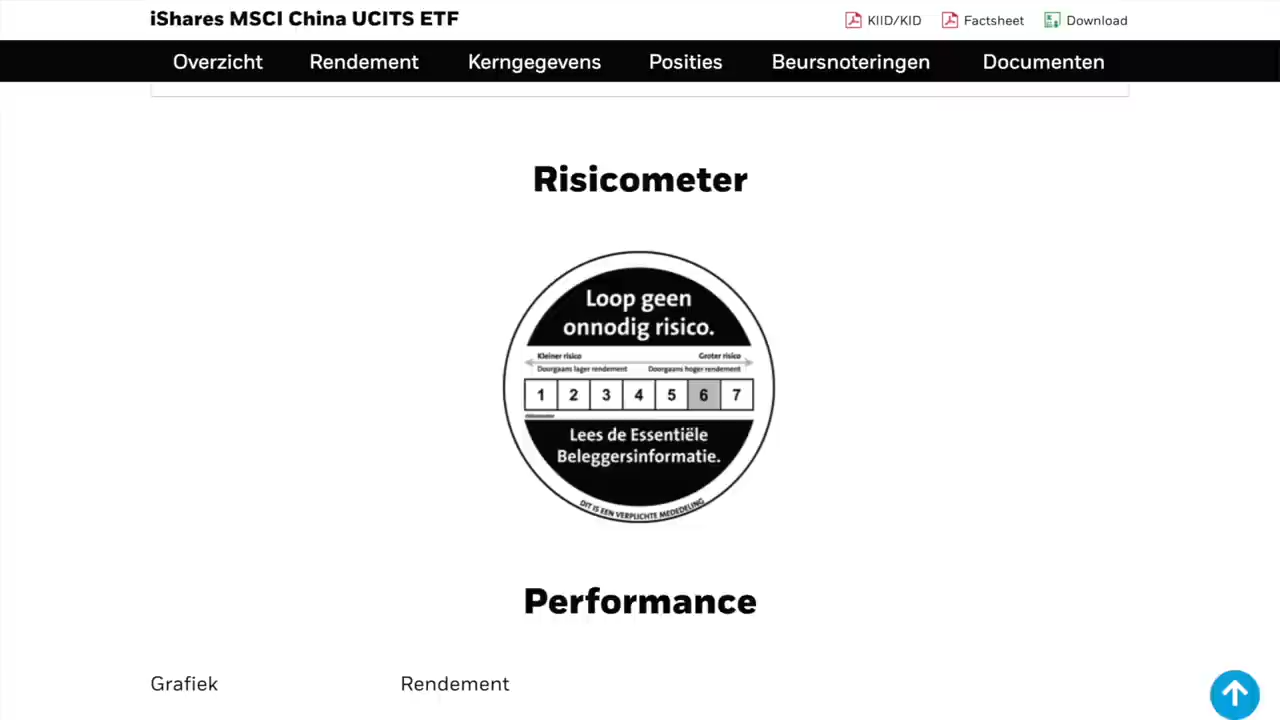 iShares MSCI China UCITS ETF
KIID/KID
Factsheet
Download
Overzicht
Rendement
Kerngegevens
Posities
Beursnoteringen
Documenten
Risicometer
Loop geen
onnodig risico.
Kleiner risico
Groter risico
Doorgaans lager rendement
Doorgaans hoger rendement
1 2 3 4 5 6 7
Lees de Essentiële
Beleggersinformatie.
DIT IS EEN VERPLICHTE MEDEDELING
Performance
Grafiek
Rendement